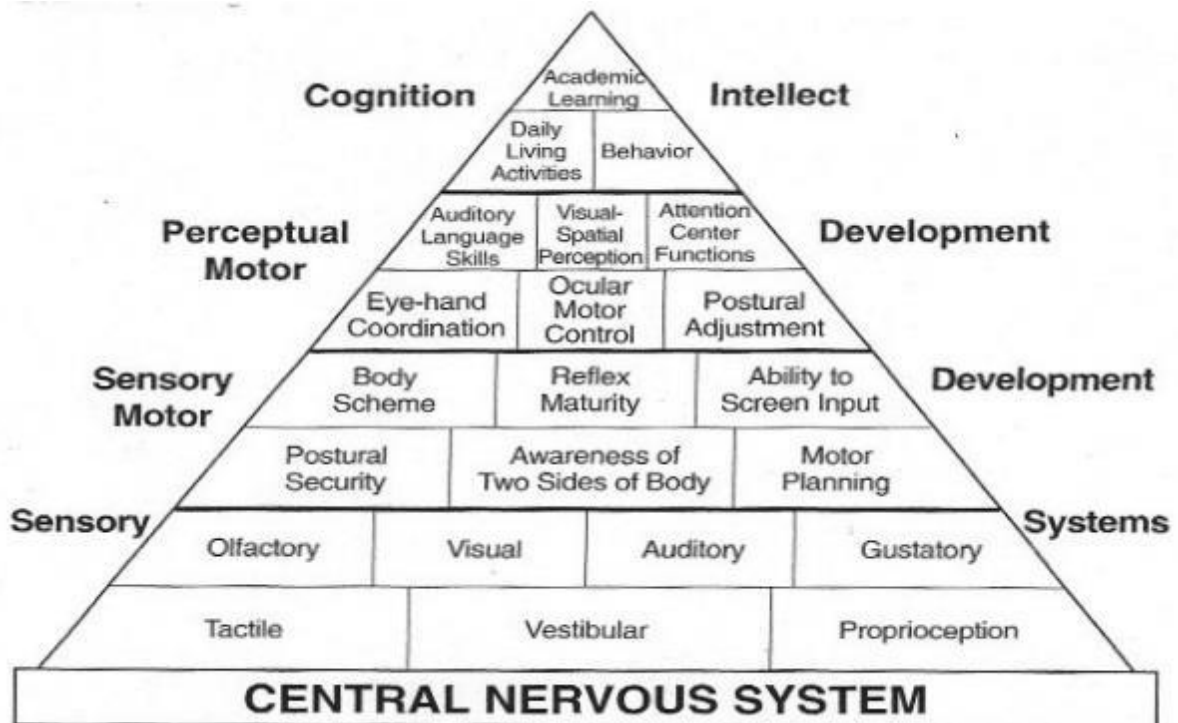 Cognition
Academic
Learning
Intellect
Daily
Living
Activities
Behavior
Perceptual
Motor
Auditory
Language
Skills
Visual-
Spatial
Perception
Attention
Center
Functions
Development
Eye-hand
Coordination
Ocular
Motor
Control
Postural
Adjustment
Sensory
Motor
Body
Scheme
Reflex
Maturity
Ability to
Screen Input
Development
Postural
Security
Awareness of
Two Sides of Body
Motor
Planning
Sensory
Olfactory
Visual
Auditory
Gustatory
Systems
Tactile
Vestibular
Proprioception
CENTRAL NERVOUS SYSTEM